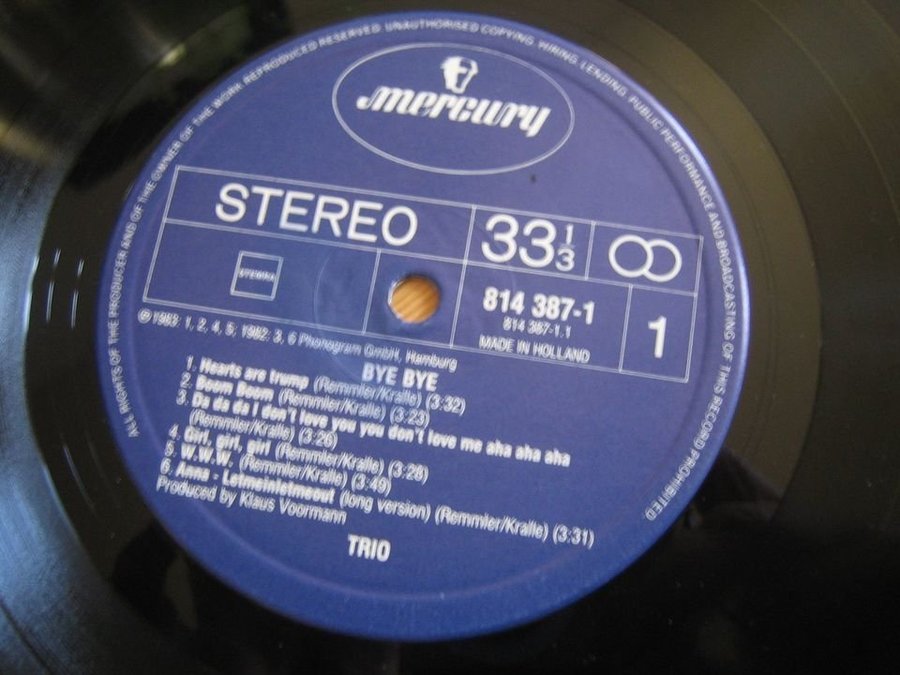 ALL RIGHTS OF THE PRODUCER AND OF THE OWNER OF THE WORK REPRODUCED RESERVED. UNAUTHORISED COPYING, HIRING, LENDING, PUBLIC PERFORMANCE AND BROADCASTING OF THIS RECORD PROHIBITED
mercury
STEREO
33 1/3
STEREO
814 387-1
814 387-1.1
MADE IN HOLLAND
1
℗ 1983: 1, 2, 4, 5; 1982: 3, 6 Phonogram GmbH, Hamburg
BYE BYE
1. Hearts are trump (Remmler/Kralle) (3:32)
2. Boom Boom (Remmler/Kralle) (3:23)
3. Da da da I don't love you you don't love me aha aha aha
(Remmler/Kralle) (3:26)
4. Girl, girl, girl (Remmler/Kralle) (3:28)
5. W.W.W. (Remmler/Kralle) (3:49)
6. Anna - Letmeinletmeout (long version) (Remmler/Kralle) (3:31)
Produced by Klaus Voormann
TRIO